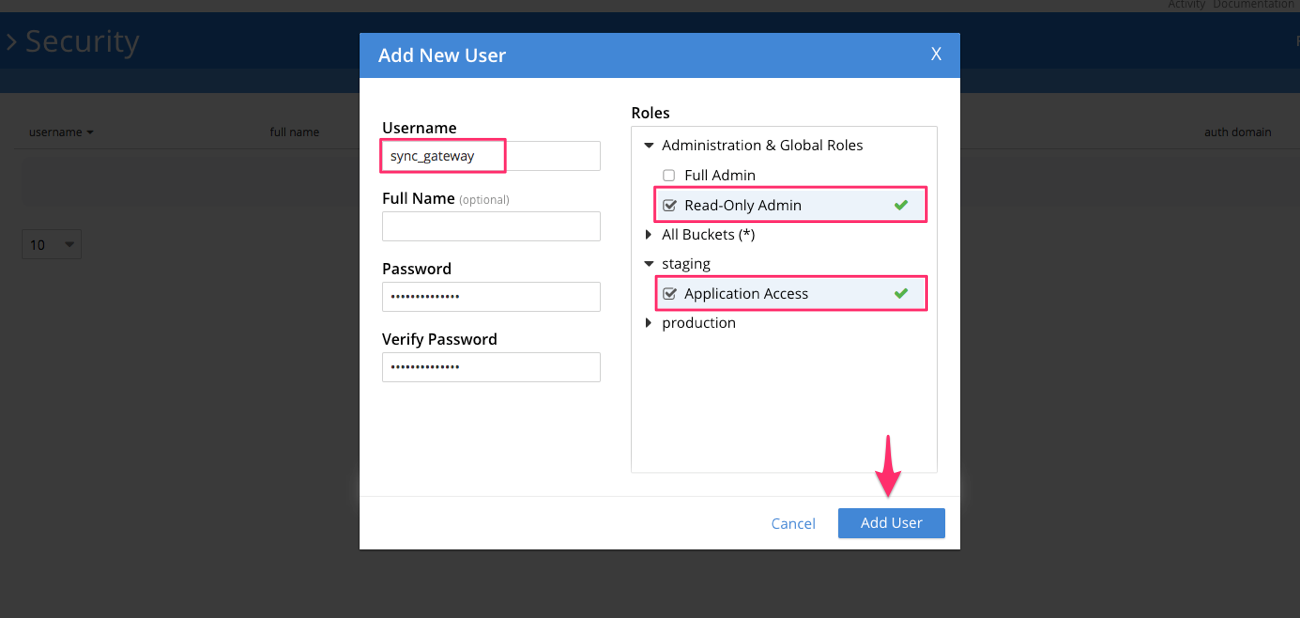 Activity Documentation
> Security
Add New User X
username
full name
auth domain
Username
sync_gateway
Full Name (optional)
Password
••••••••••••••
Verify Password
••••••••••••••
Roles
Administration & Global Roles
Full Admin
Read-Only Admin
All Buckets (*)
staging
Application Access
production
10
Cancel
Add User